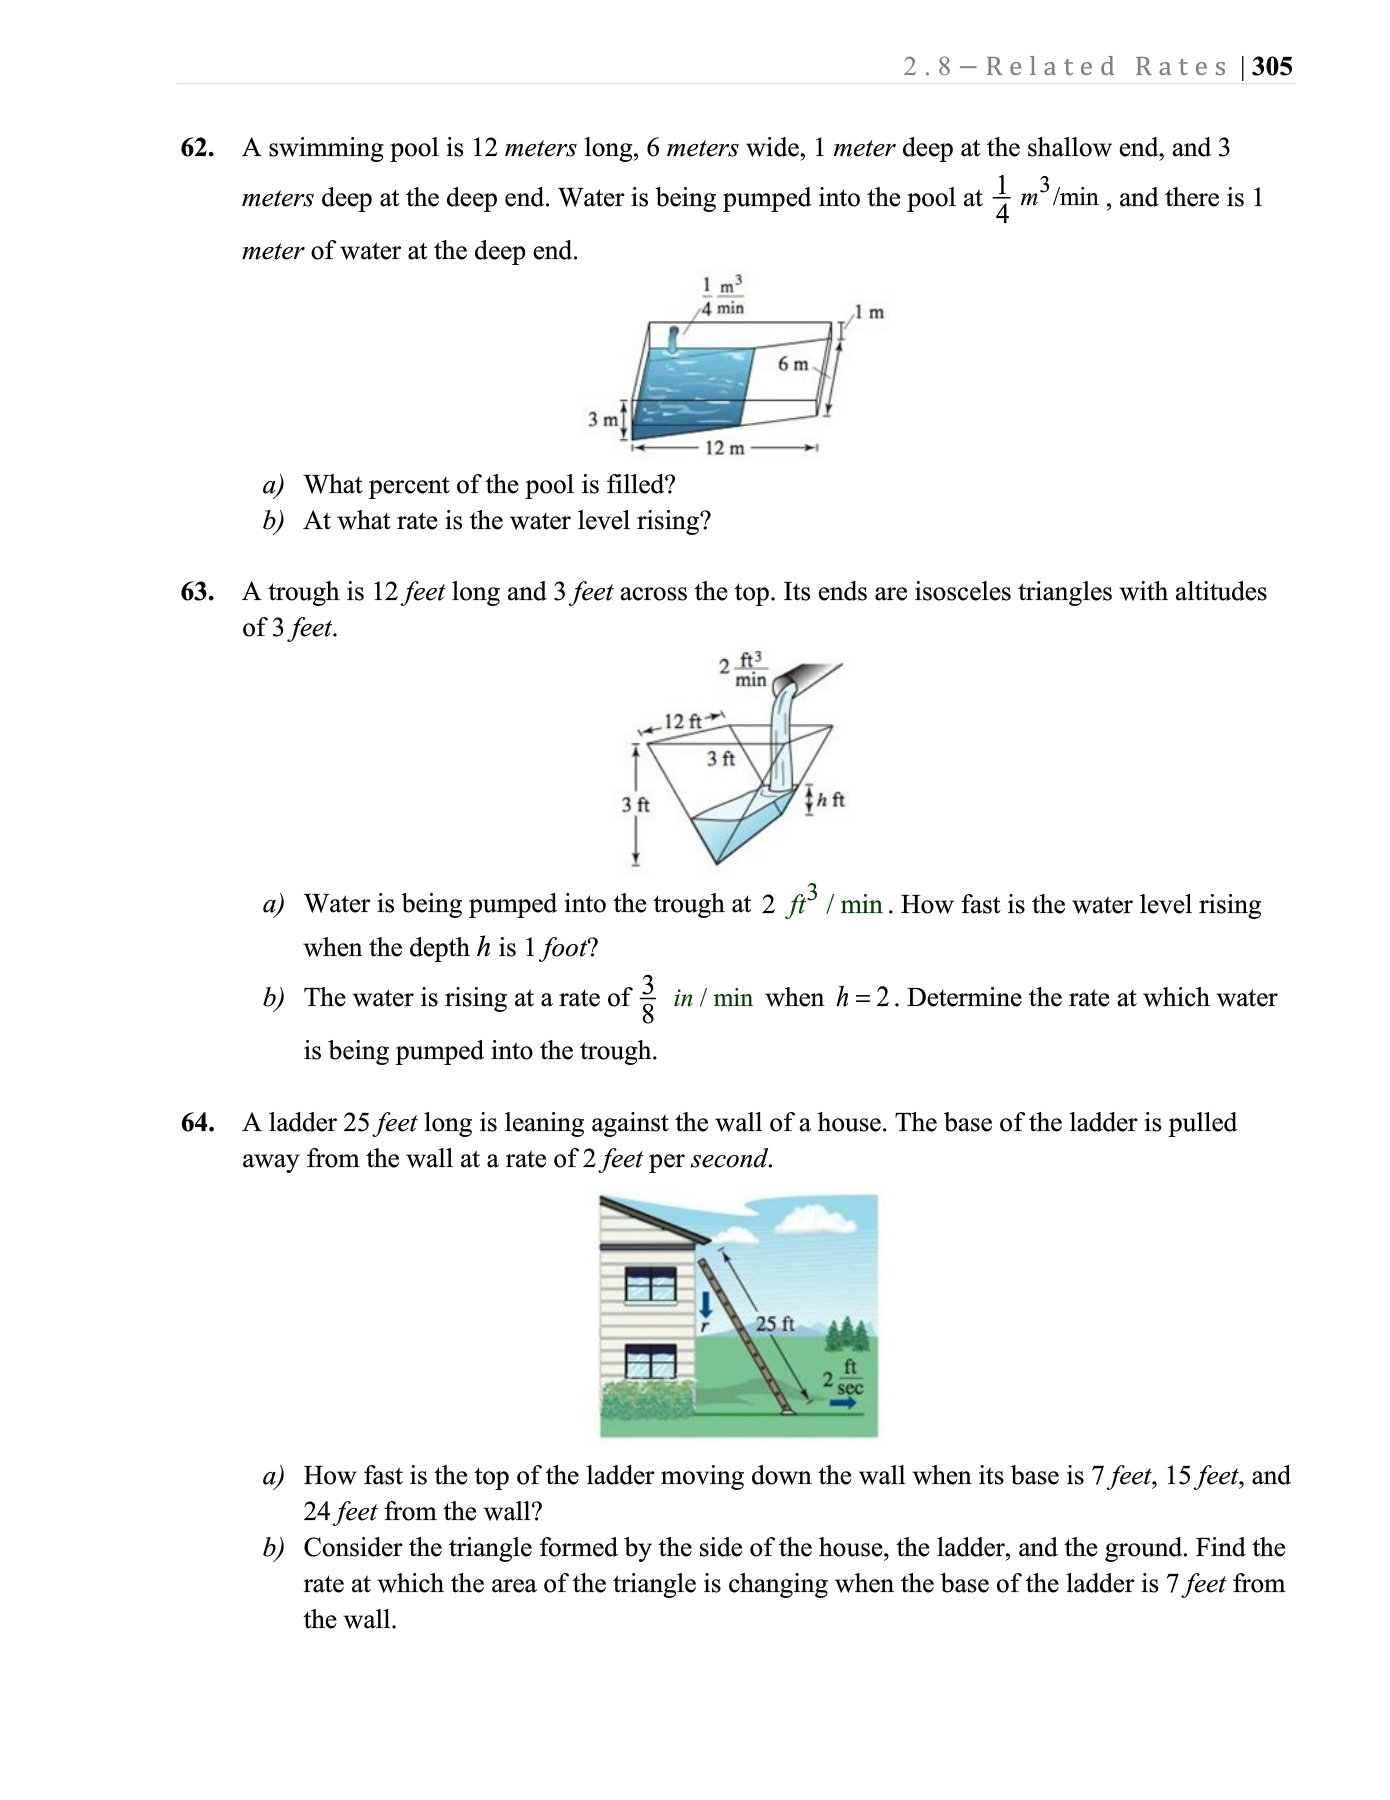 2.8 – Related Rates | 305
62. A swimming pool is 12 meters long, 6 meters wide, 1 meter deep at the shallow end, and 3
meters deep at the deep end. Water is being pumped into the pool at 1/4 m³/min , and there is 1
meter of water at the deep end.
1/4 m³/min
1 m
6 m
3 m
12 m
a) What percent of the pool is filled?
b) At what rate is the water level rising?
63. A trough is 12 feet long and 3 feet across the top. Its ends are isosceles triangles with altitudes
of 3 feet.
2 ft³/min
12 ft
3 ft
3 ft
h ft
a) Water is being pumped into the trough at 2 ft³ / min . How fast is the water level rising
when the depth h is 1 foot?
b) The water is rising at a rate of 3/8 in / min when h = 2 . Determine the rate at which water
is being pumped into the trough.
64. A ladder 25 feet long is leaning against the wall of a house. The base of the ladder is pulled
away from the wall at a rate of 2 feet per second.
r
25 ft
2 ft/sec
a) How fast is the top of the ladder moving down the wall when its base is 7 feet, 15 feet, and
24 feet from the wall?
b) Consider the triangle formed by the side of the house, the ladder, and the ground. Find the
rate at which the area of the triangle is changing when the base of the ladder is 7 feet from
the wall.